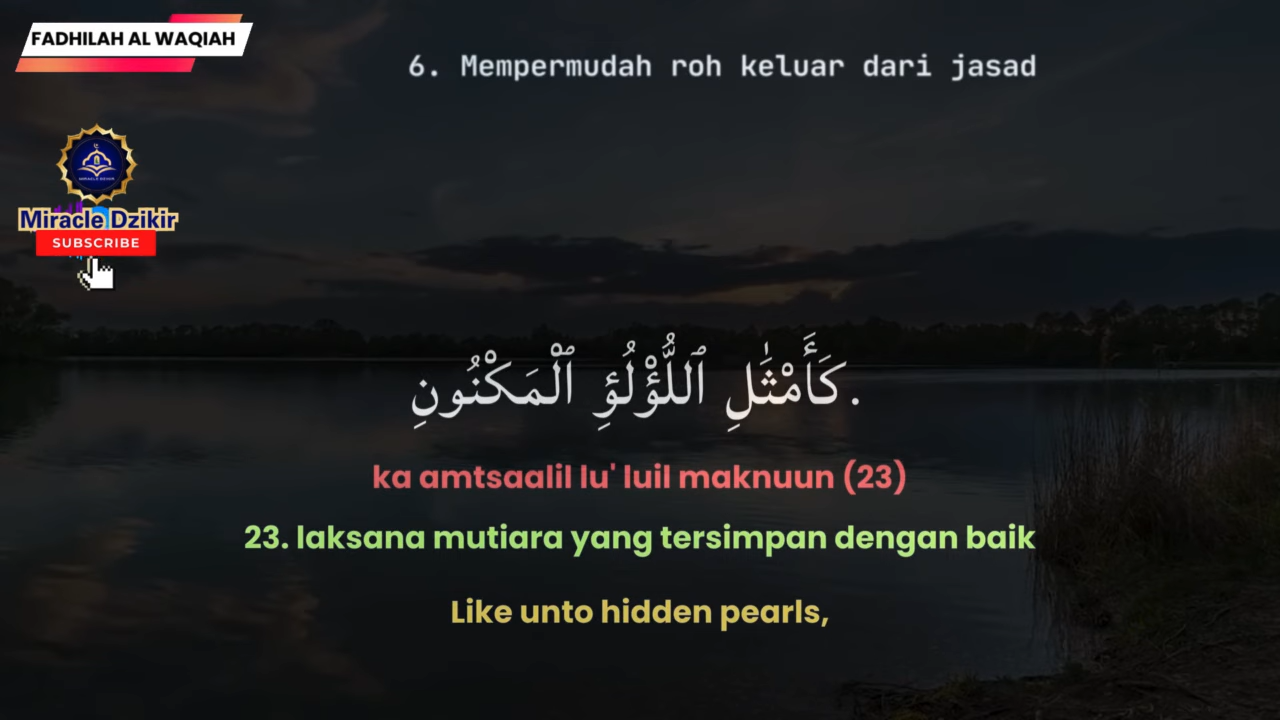 FADHILAH AL WAQIAH
6. Mempermudah roh keluar dari jasad
Miracle Dzikir
SUBSCRIBE
كَأَمْثَٰلِ ٱللُّؤْلُؤِ ٱلْمَكْنُونِ.
ka amtsaalil lu' luil maknuun (23)
23. laksana mutiara yang tersimpan dengan baik
Like unto hidden pearls,